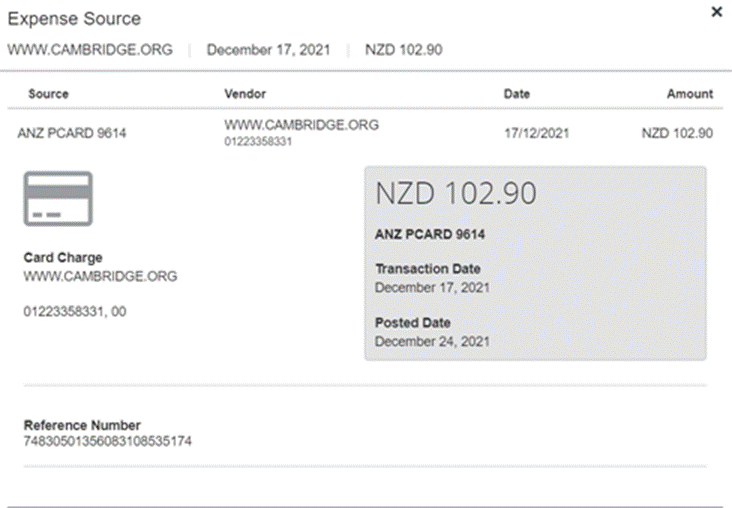 Expense Source
WWW.CAMBRIDGE.ORG | December 17, 2021 | NZD 102.90
Source Vendor Date Amount
ANZ PCARD 9614 WWW.CAMBRIDGE.ORG 17/12/2021 NZD 102.90
01223358331
NZD 102.90
ANZ PCARD 9614
Card Charge
WWW.CAMBRIDGE.ORG
01223358331, 00
Transaction Date
December 17, 2021
Posted Date
December 24, 2021
Reference Number
74830501356083108535174